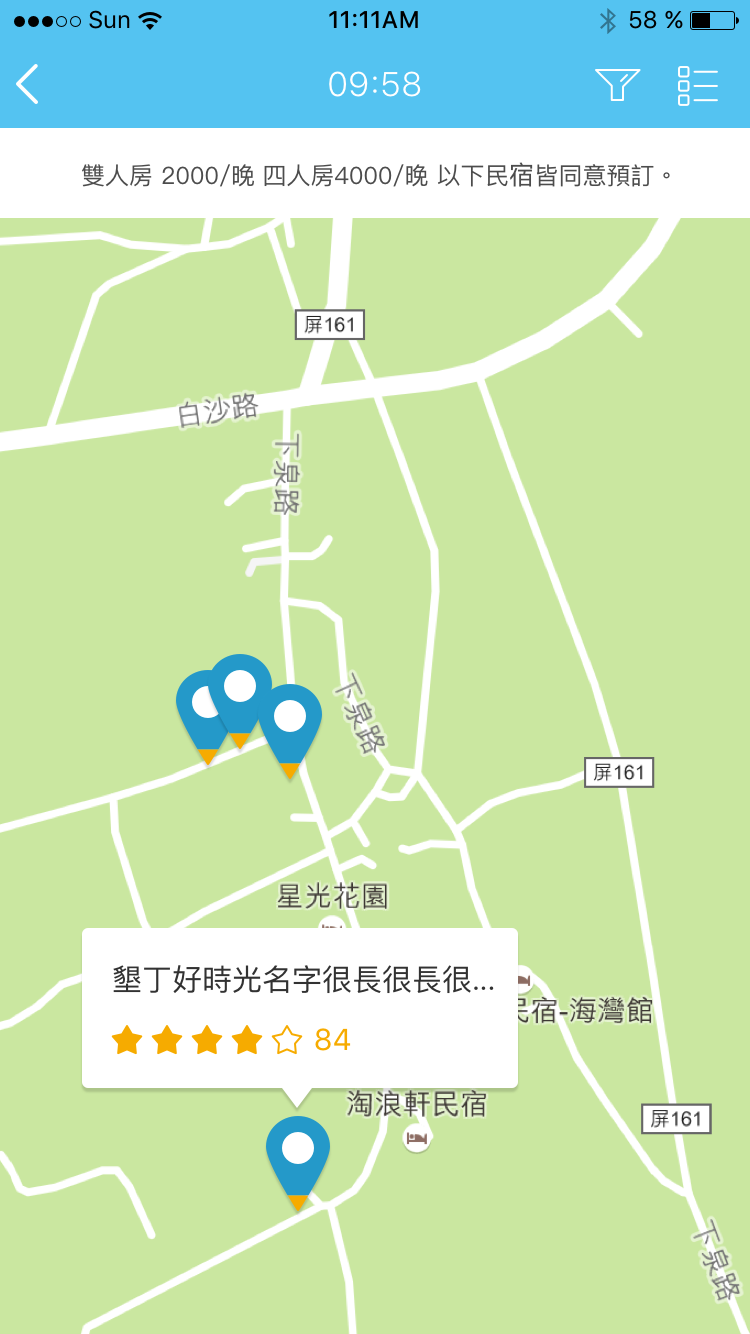 Sun 11:11AM 58 %
09:58
雙人房 2000/晚 四人房4000/晚 以下民宿皆同意預訂。
屏161
白沙路
下泉路
下泉路
屏161
星光花園
墾丁好時光名字很長很長很...
民宿-海灣館
84
淘浪軒民宿
屏161
下泉路